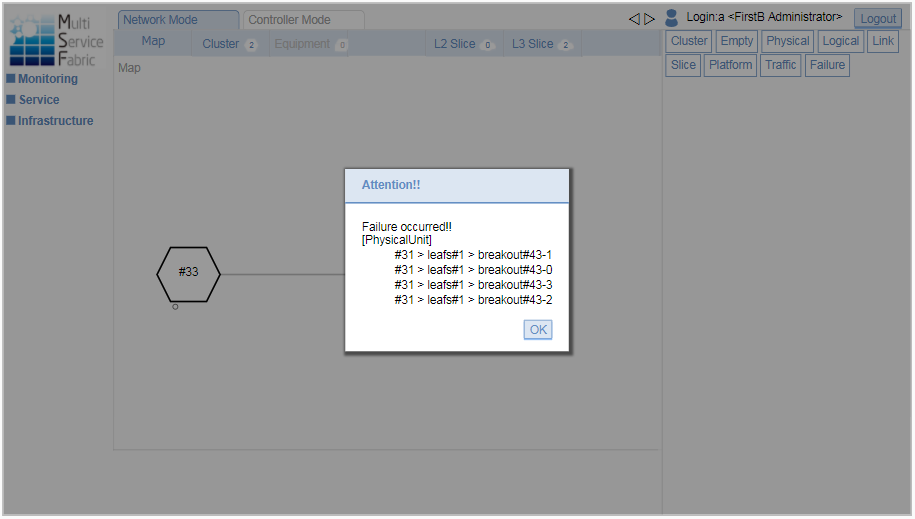 Multi
Service
Fabric
Network Mode
Controller Mode
Login:a <FirstB Administrator>
Logout
Map
Cluster 2
Equipment 0
L2 Slice 0
L3 Slice 2
Cluster
Empty
Physical
Logical
Link
Slice
Platform
Traffic
Failure
Monitoring
Service
Infrastructure
Map
#33
Attention!!
Failure occurred!!
[PhysicalUnit]
#31 > leafs#1 > breakout#43-1
#31 > leafs#1 > breakout#43-0
#31 > leafs#1 > breakout#43-3
#31 > leafs#1 > breakout#43-2
OK